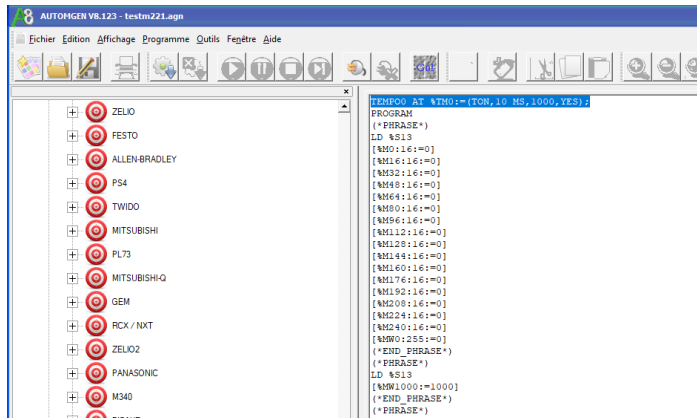 AUTOMGEN V8.123 - testm221.agn
Fichier Edition Affichage Programme Outils Fenêtre Aide
Gif
ZELIO
FESTO
ALLEN-BRADLEY
PS4
TWIDO
MITSUBISHI
PL73
MITSUBISHI-Q
GEM
RCX / NXT
ZELIO2
PANASONIC
M340
TEMPO0 AT %TM0:=(TON,10 MS,1000,YES);
PROGRAM
(*PHRASE*)
LD %S13
[%M0:16:=0]
[%M16:16:=0]
[%M32:16:=0]
[%M48:16:=0]
[%M64:16:=0]
[%M80:16:=0]
[%M96:16:=0]
[%M112:16:=0]
[%M128:16:=0]
[%M144:16:=0]
[%M160:16:=0]
[%M176:16:=0]
[%M192:16:=0]
[%M208:16:=0]
[%M224:16:=0]
[%M240:16:=0]
[%MW0:255:=0]
(*END_PHRASE*)
(*PHRASE*)
LD %S13
[%MW1000:=1000]
(*END_PHRASE*)
(*PHRASE*)